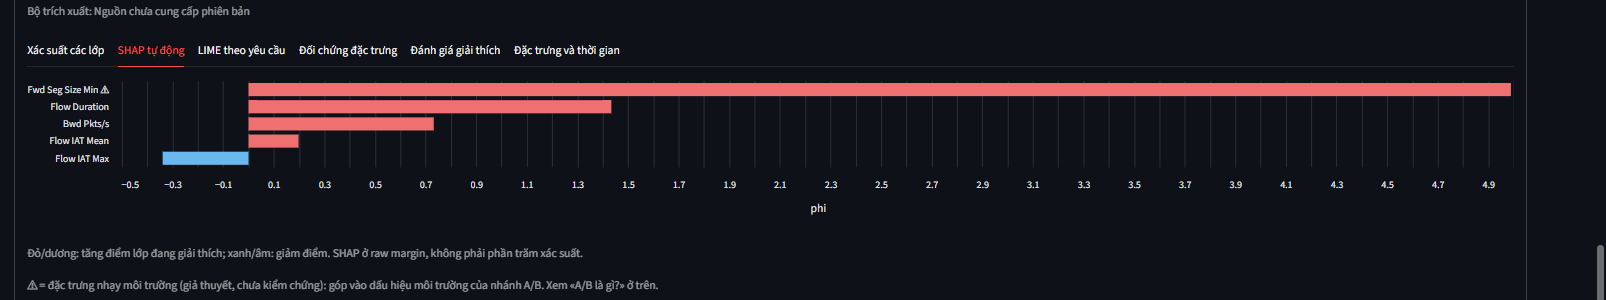 Bộ trích xuất: Nguồn chưa cung cấp phiên bản
Xác suất các lớp SHAP tự động LIME theo yêu cầu Đối chứng đặc trưng Đánh giá giải thích Đặc trưng và thời gian
Fwd Seg Size Min ⚠
Flow Duration
Bwd Pkts/s
Flow IAT Mean
Flow IAT Max
−0.5 −0.3 −0.1 0.1 0.3 0.5 0.7 0.9 1.1 1.3 1.5 1.7 1.9 2.1 2.3 2.5 2.7 2.9 3.1 3.3 3.5 3.7 3.9 4.1 4.3 4.5 4.7 4.9
phi
Đỏ/dương: tăng điểm lớp đang giải thích; xanh/âm: giảm điểm. SHAP ở raw margin, không phải phần trăm xác suất.
⚠ = đặc trưng nhạy môi trường (giả thuyết, chưa kiểm chứng): góp vào dấu hiệu môi trường của nhánh A/B. Xem «A/B là gì?» ở trên.